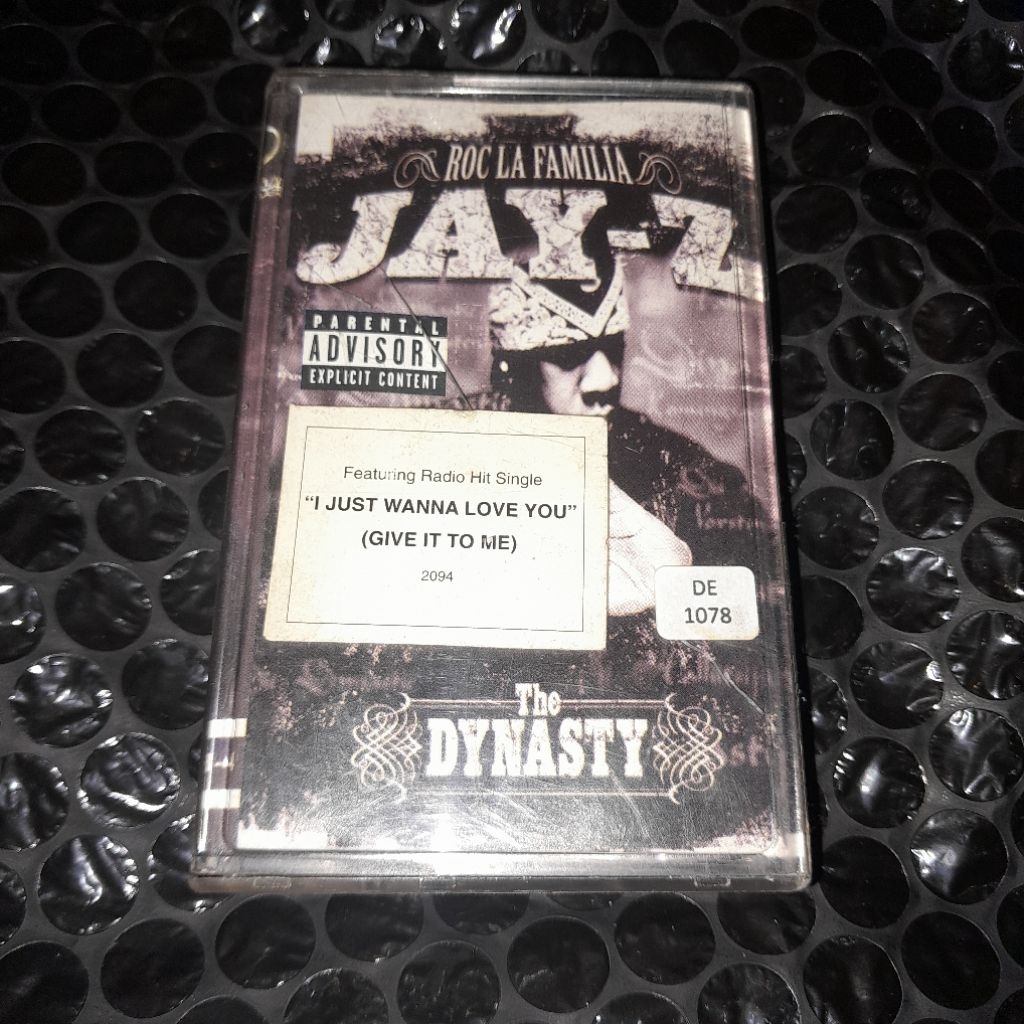 ROC LA FAMILIA
JAY-Z
PARENTAL
ADVISORY
EXPLICIT CONTENT
Featuring Radio Hit Single
“I JUST WANNA LOVE YOU”
(GIVE IT TO ME)
2094
DE
1078
The
DYNASTY